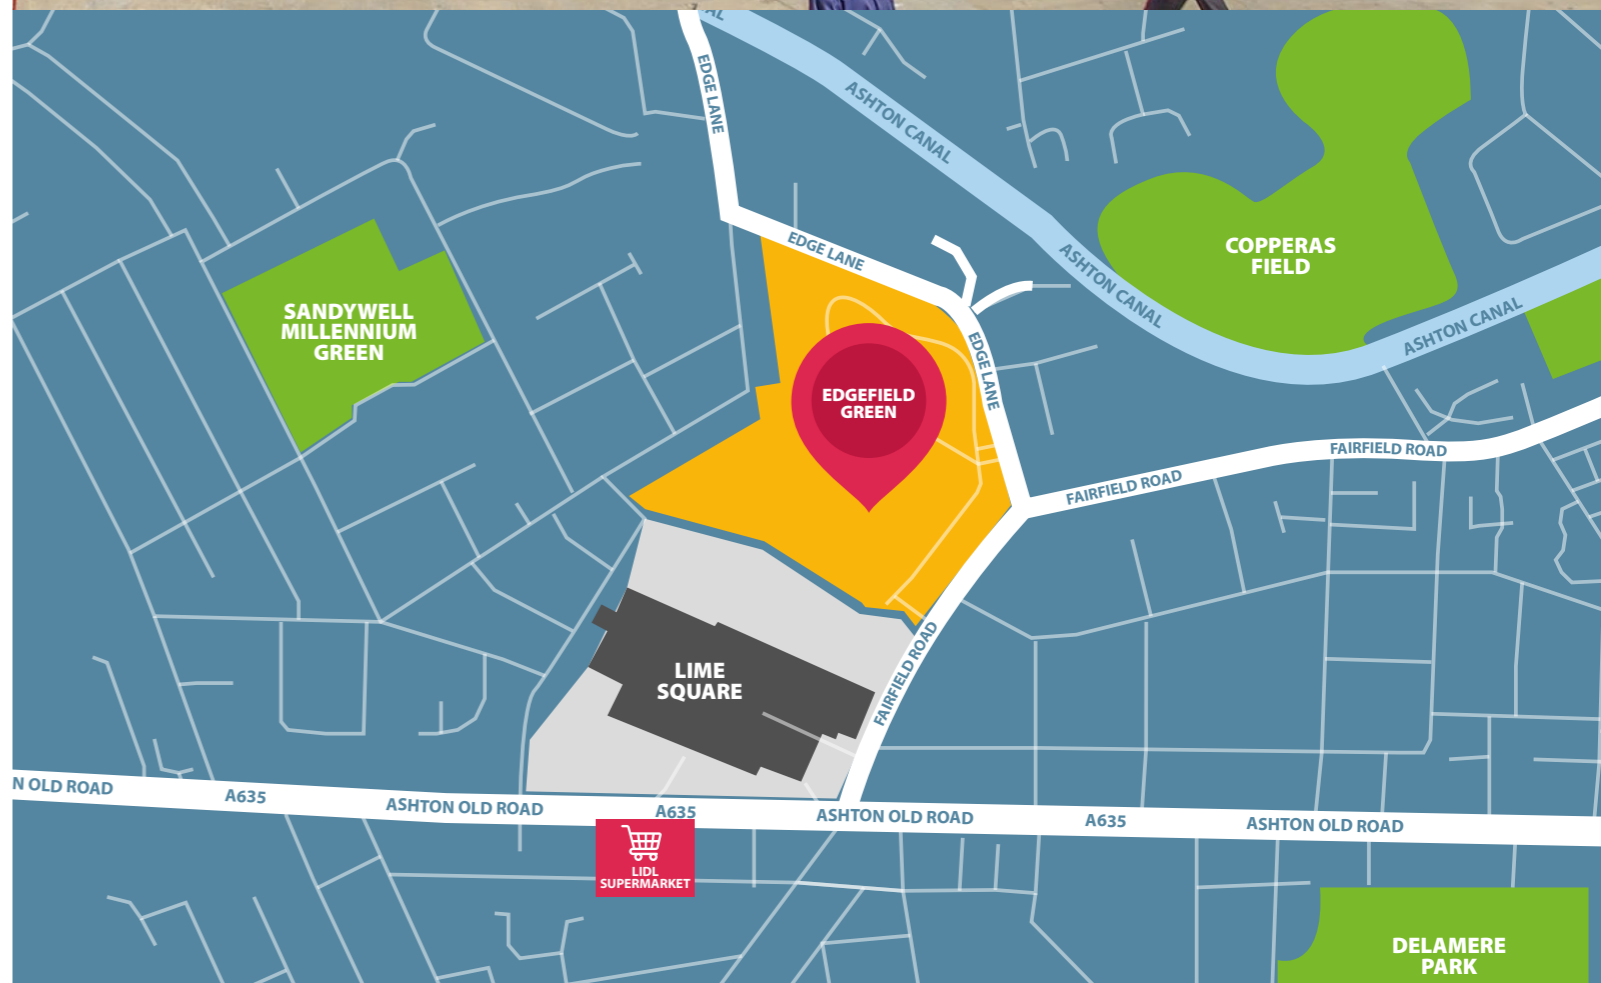 AL
EDGE LANE
ASHTON CANAL
EDGE LANE
COPPERAS
FIELD
ASHTON CANAL
SANDYWELL
MILLENNIUM
GREEN
ASHTON CANAL
EDGE LANE
EDGEFIELD
GREEN
FAIRFIELD ROAD
FAIRFIELD ROAD
FAIRFIELD ROAD
LIME
SQUARE
N OLD ROAD
A635
ASHTON OLD ROAD
A635
ASHTON OLD ROAD
A635
ASHTON OLD ROAD
LIDL
SUPERMARKET
DELAMERE
PARK